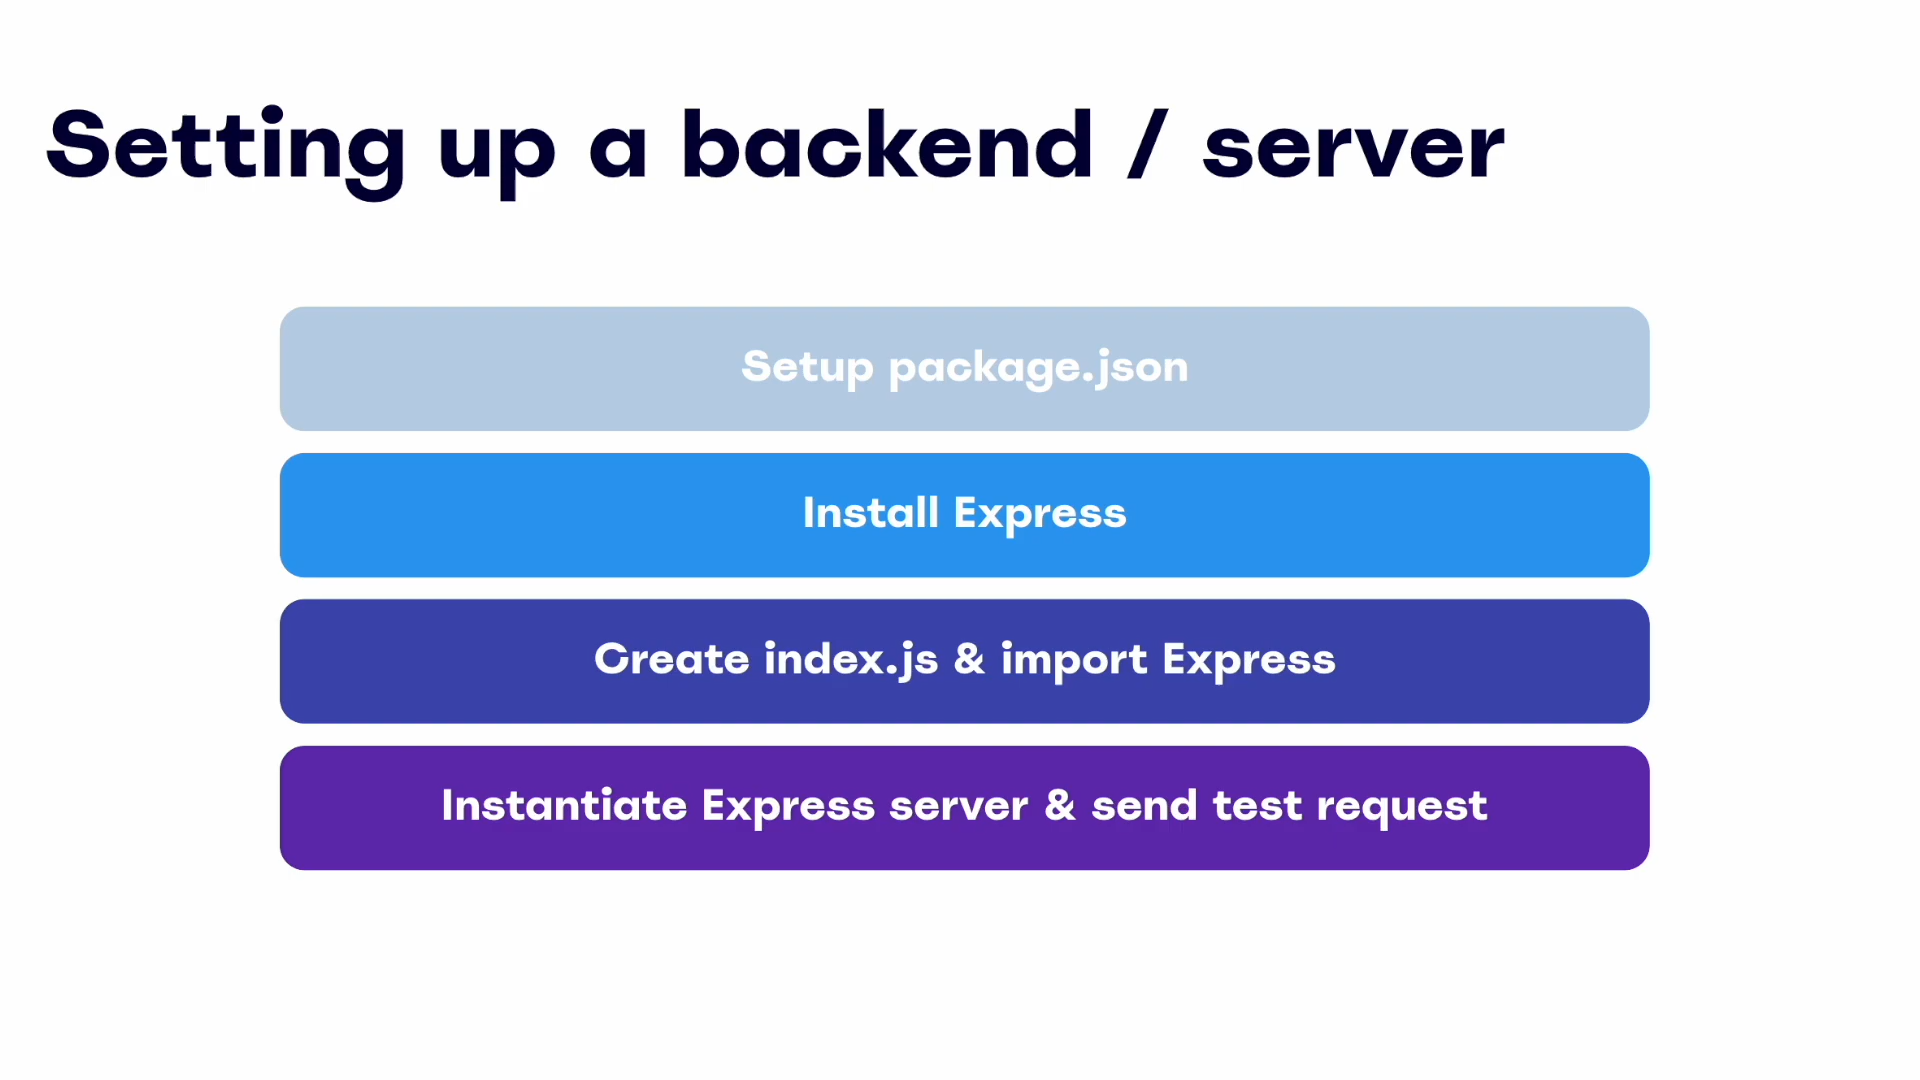 Setting up a backend / server
Setup package.json
Install Express
Create index.js & import Express
Instantiate Express server & send test request